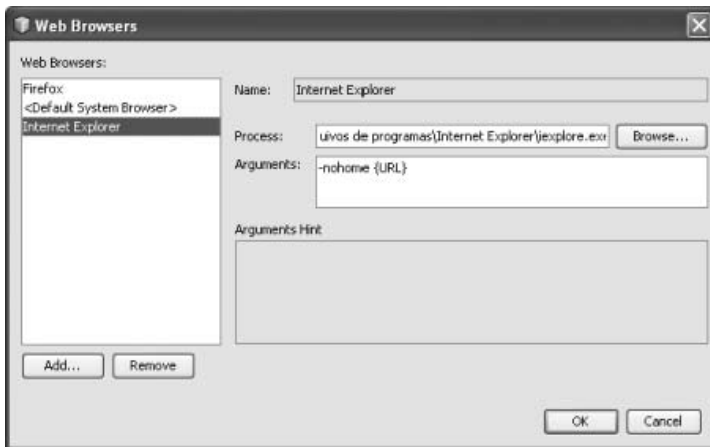 Web Browsers
Web Browsers:
Firefox
<Default System Browser>
Internet Explorer
Name: Internet Explorer
Process: uivos de programas\Internet Explorer\iexplore.exe Browse...
Arguments: -nohome {URL}
Arguments Hint
Add... Remove
OK Cancel